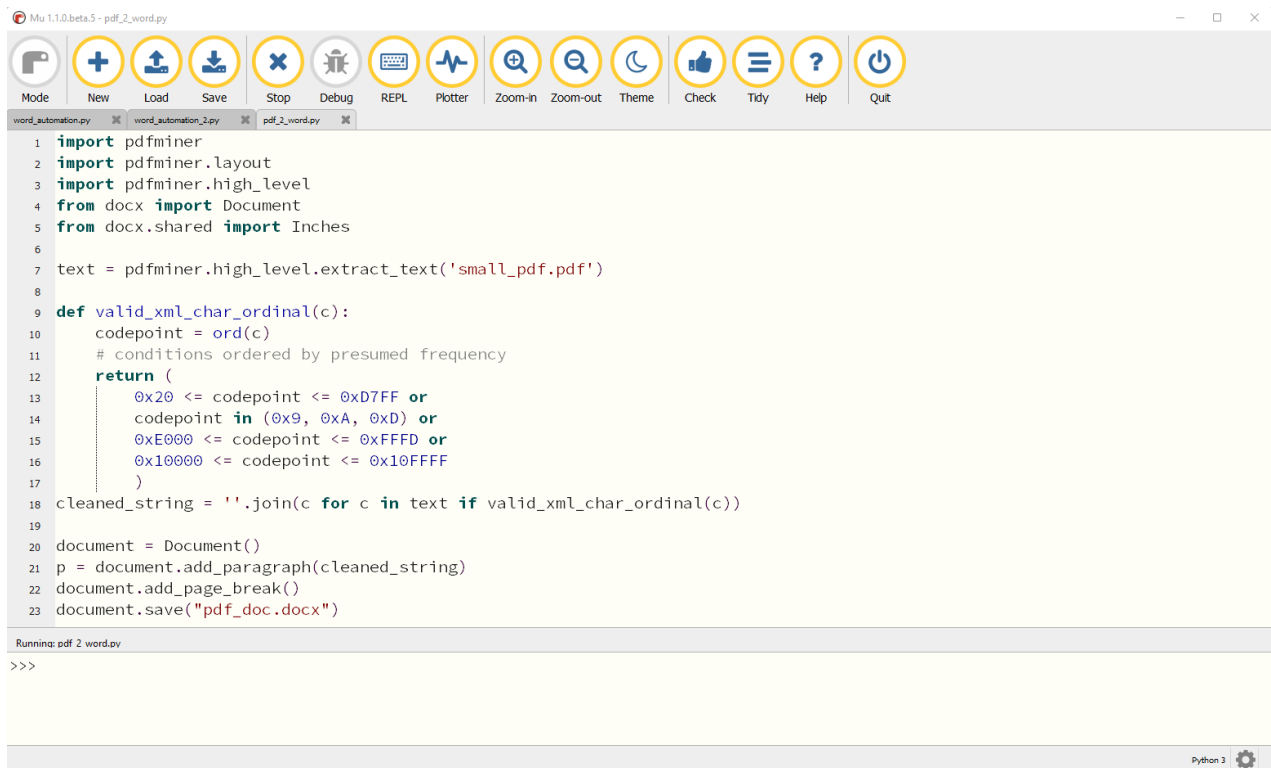 Mu 1.1.0.beta.5 - pdf_2_word.py
Mode New Load Save Stop Debug REPL Plotter Zoom-in Zoom-out Theme Check Tidy Help Quit
word_automation.py word_automation_2.py pdf_2_word.py
1 import pdfminer
2 import pdfminer.layout
3 import pdfminer.high_level
4 from docx import Document
5 from docx.shared import Inches
6
7 text = pdfminer.high_level.extract_text('small_pdf.pdf')
8
9 def valid_xml_char_ordinal(c):
10     codepoint = ord(c)
11     # conditions ordered by presumed frequency
12     return (
13         0x20 <= codepoint <= 0xD7FF or
14         codepoint in (0x9, 0xA, 0xD) or
15         0xE000 <= codepoint <= 0xFFFD or
16         0x10000 <= codepoint <= 0x10FFFF
17         )
18 cleaned_string = ''.join(c for c in text if valid_xml_char_ordinal(c))
19
20 document = Document()
21 p = document.add_paragraph(cleaned_string)
22 document.add_page_break()
23 document.save("pdf_doc.docx")
Running: pdf_2_word.py
>>>
Python 3